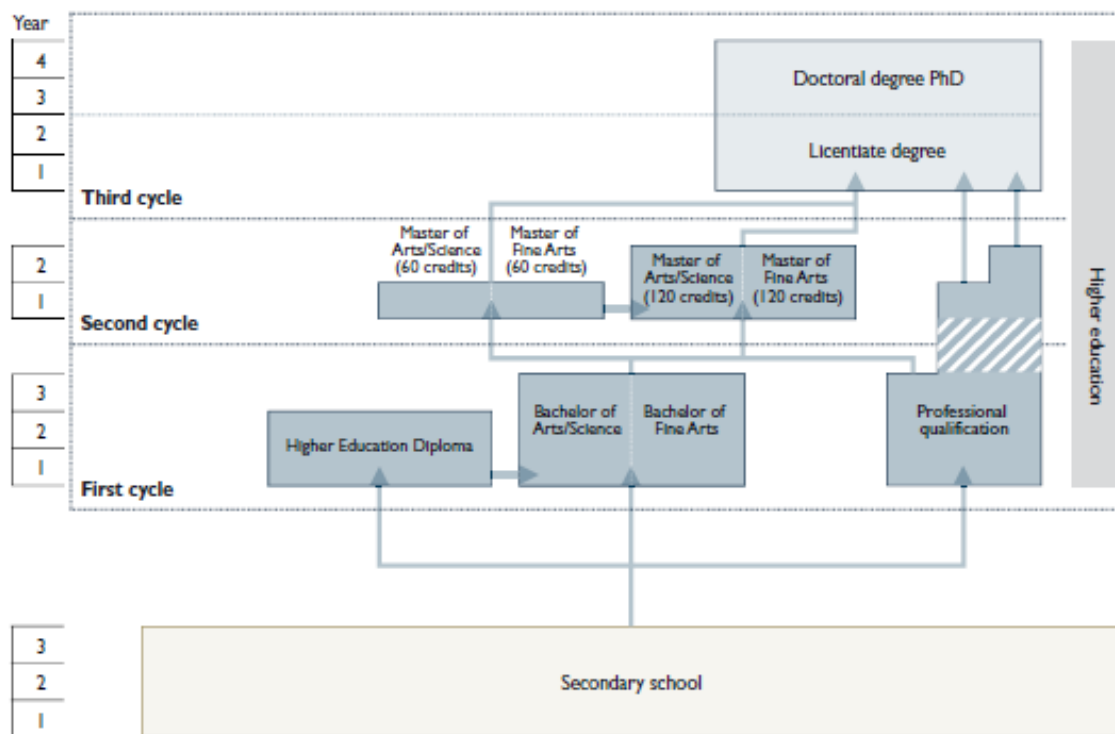 Year
4
3
2
1
Doctoral degree PhD
Licentiate degree
Third cycle
Master of
Arts/Science
(60 credits)
Master of
Fine Arts
(60 credits)
2
1
Master of
Arts/Science
(120 credits)
Master of
Fine Arts
(120 credits)
Second cycle
Higher education
3
2
1
Higher Education Diploma
Bachelor of
Arts/Science
Bachelor of
Fine Arts
Professional
qualification
First cycle
3
2
1
Secondary school